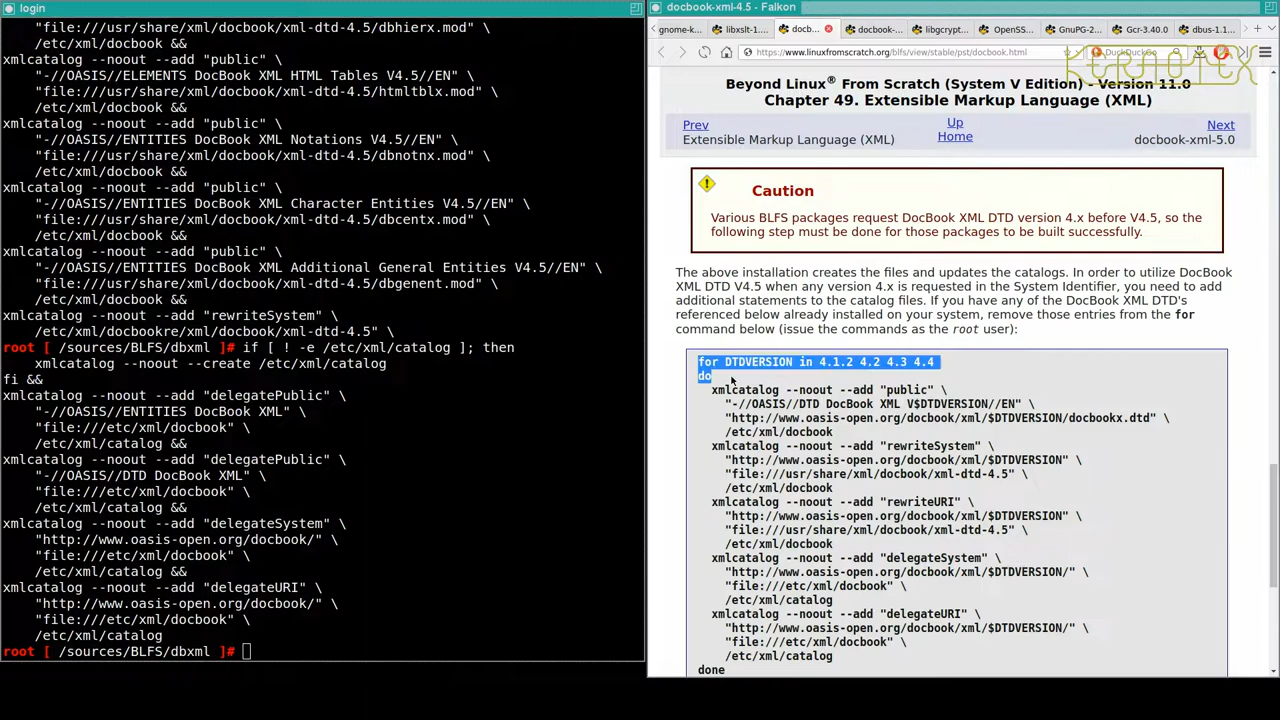 login
"file:///usr/share/xml/docbook/xml-dtd-4.5/dbhierx.mod" \
/etc/xml/docbook &&
xmlcatalog --noout --add "public" \
"-//OASIS//ELEMENTS DocBook XML HTML Tables V4.5//EN" \
"file:///usr/share/xml/docbook/xml-dtd-4.5/htmltblx.mod" \
/etc/xml/docbook &&
xmlcatalog --noout --add "public" \
"-//OASIS//ENTITIES DocBook XML Notations V4.5//EN" \
"file:///usr/share/xml/docbook/xml-dtd-4.5/dbnotnx.mod" \
/etc/xml/docbook &&
xmlcatalog --noout --add "public" \
"-//OASIS//ENTITIES DocBook XML Character Entities V4.5//EN" \
"file:///usr/share/xml/docbook/xml-dtd-4.5/dbcentx.mod" \
/etc/xml/docbook &&
xmlcatalog --noout --add "public" \
"-//OASIS//ENTITIES DocBook XML Additional General Entities V4.5//EN" \
"file:///usr/share/xml/docbook/xml-dtd-4.5/dbgenent.mod" \
/etc/xml/docbook &&
xmlcatalog --noout --add "rewriteSystem" \
/etc/xml/docbookre/xml/docbook/xml-dtd-4.5" \
root [ /sources/BLFS/dbxml ]# if [ ! -e /etc/xml/catalog ]; then
xmlcatalog --noout --create /etc/xml/catalog
fi &&
xmlcatalog --noout --add "delegatePublic" \
"-//OASIS//ENTITIES DocBook XML" \
"file:///etc/xml/docbook" \
/etc/xml/catalog &&
xmlcatalog --noout --add "delegatePublic" \
"-//OASIS//DTD DocBook XML" \
"file:///etc/xml/docbook" \
/etc/xml/catalog &&
xmlcatalog --noout --add "delegateSystem" \
"http://www.oasis-open.org/docbook/" \
"file:///etc/xml/docbook" \
/etc/xml/catalog &&
xmlcatalog --noout --add "delegateURI" \
"http://www.oasis-open.org/docbook/" \
"file:///etc/xml/docbook" \
/etc/xml/catalog
root [ /sources/BLFS/dbxml ]#
docbook-xml-4.5 - Falkon
gnome-k... libxslt-1... docb... docbook-... libgcrypt... OpenSS... GnuPG-2... Gcr-3.40.0 dbus-1.1...
https://www.linuxfromscratch.org/blfs/view/stable/pst/docbook.html DuckDuckGo
KERNOTEX
Beyond Linux® From Scratch (System V Edition) - Version 11.0
Chapter 49. Extensible Markup Language (XML)
Prev Up Next
Extensible Markup Language (XML) Home docbook-xml-5.0
Caution
Various BLFS packages request DocBook XML DTD version 4.x before V4.5, so the
following step must be done for those packages to be built successfully.
The above installation creates the files and updates the catalogs. In order to utilize DocBook
XML DTD V4.5 when any version 4.x is requested in the System Identifier, you need to add
additional statements to the catalog files. If you have any of the DocBook XML DTD's
referenced below already installed on your system, remove those entries from the for
command below (issue the commands as the root user):
for DTDVERSION in 4.1.2 4.2 4.3 4.4
do
xmlcatalog --noout --add "public" \
"-//OASIS//DTD DocBook XML V$DTDVERSION//EN" \
"http://www.oasis-open.org/docbook/xml/$DTDVERSION/docbookx.dtd" \
/etc/xml/docbook
xmlcatalog --noout --add "rewriteSystem" \
"http://www.oasis-open.org/docbook/xml/$DTDVERSION" \
"file:///usr/share/xml/docbook/xml-dtd-4.5" \
/etc/xml/docbook
xmlcatalog --noout --add "rewriteURI" \
"http://www.oasis-open.org/docbook/xml/$DTDVERSION" \
"file:///usr/share/xml/docbook/xml-dtd-4.5" \
/etc/xml/docbook
xmlcatalog --noout --add "delegateSystem" \
"http://www.oasis-open.org/docbook/xml/$DTDVERSION/" \
"file:///etc/xml/docbook" \
/etc/xml/catalog
xmlcatalog --noout --add "delegateURI" \
"http://www.oasis-open.org/docbook/xml/$DTDVERSION/" \
"file:///etc/xml/docbook" \
/etc/xml/catalog
done